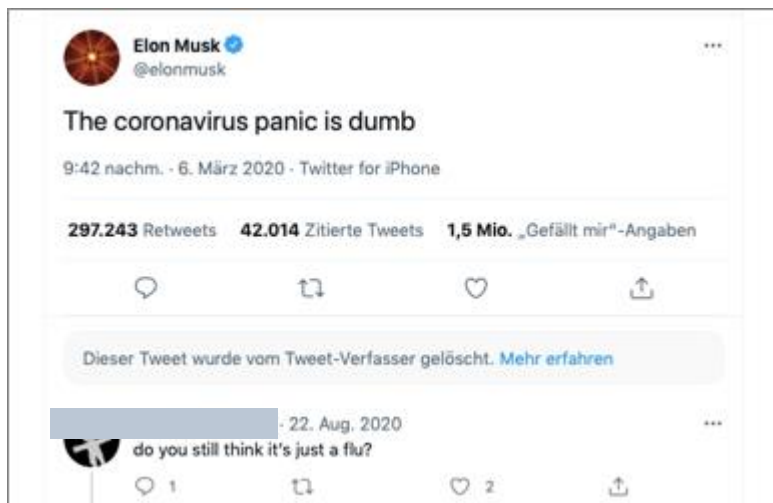 Elon Musk
@elonmusk
The coronavirus panic is dumb
9:42 nachm. · 6. März 2020 · Twitter for iPhone
297.243 Retweets 42.014 Zitierte Tweets 1,5 Mio. „Gefällt mir“-Angaben
Dieser Tweet wurde vom Tweet-Verfasser gelöscht. Mehr erfahren
· 22. Aug. 2020
do you still think it's just a flu?
1 2